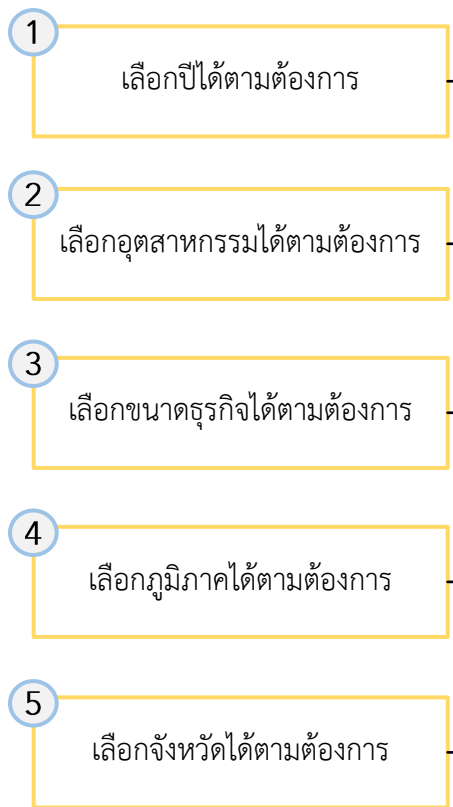 1
เลือกปีได้ตามต้องการ
2
เลือกอุตสาหกรรมได้ตามต้องการ
3
เลือกขนาดธุรกิจได้ตามต้องการ
4
เลือกภูมิภาคได้ตามต้องการ
5
เลือกจังหวัดได้ตามต้องการ